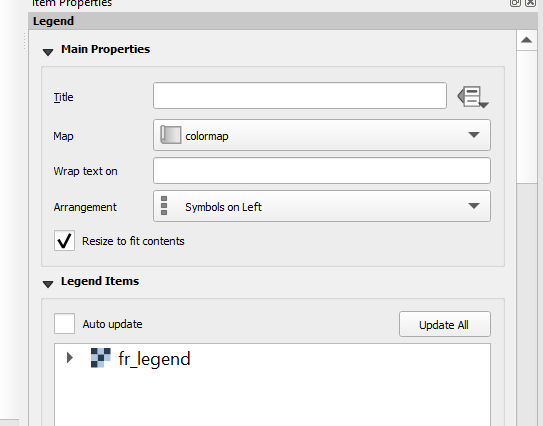 Item Properties
Legend
Main Properties
Title
Map colormap
Wrap text on
Arrangement Symbols on Left
Resize to fit contents
Legend Items
Auto update Update All
fr_legend